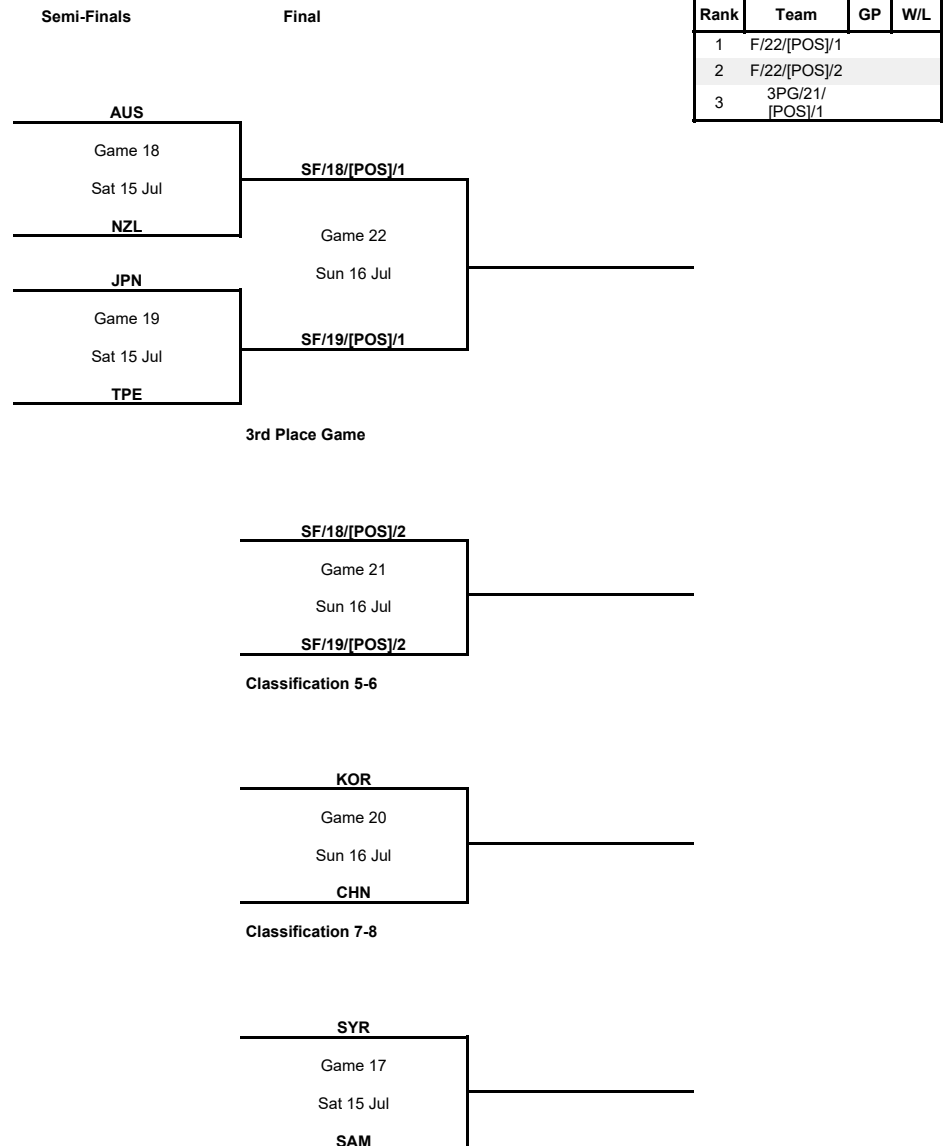 Semi-Finals Final
Rank Team GP W/L
1 F/22/[POS]/1
2 F/22/[POS]/2
3 3PG/21/
[POS]/1
AUS
Game 18
Sat 15 Jul
NZL
SF/18/[POS]/1
Game 22
Sun 16 Jul
JPN
Game 19
Sat 15 Jul
TPE
SF/19/[POS]/1
3rd Place Game
SF/18/[POS]/2
Game 21
Sun 16 Jul
SF/19/[POS]/2
Classification 5-6
KOR
Game 20
Sun 16 Jul
CHN
Classification 7-8
SYR
Game 17
Sat 15 Jul
SAM